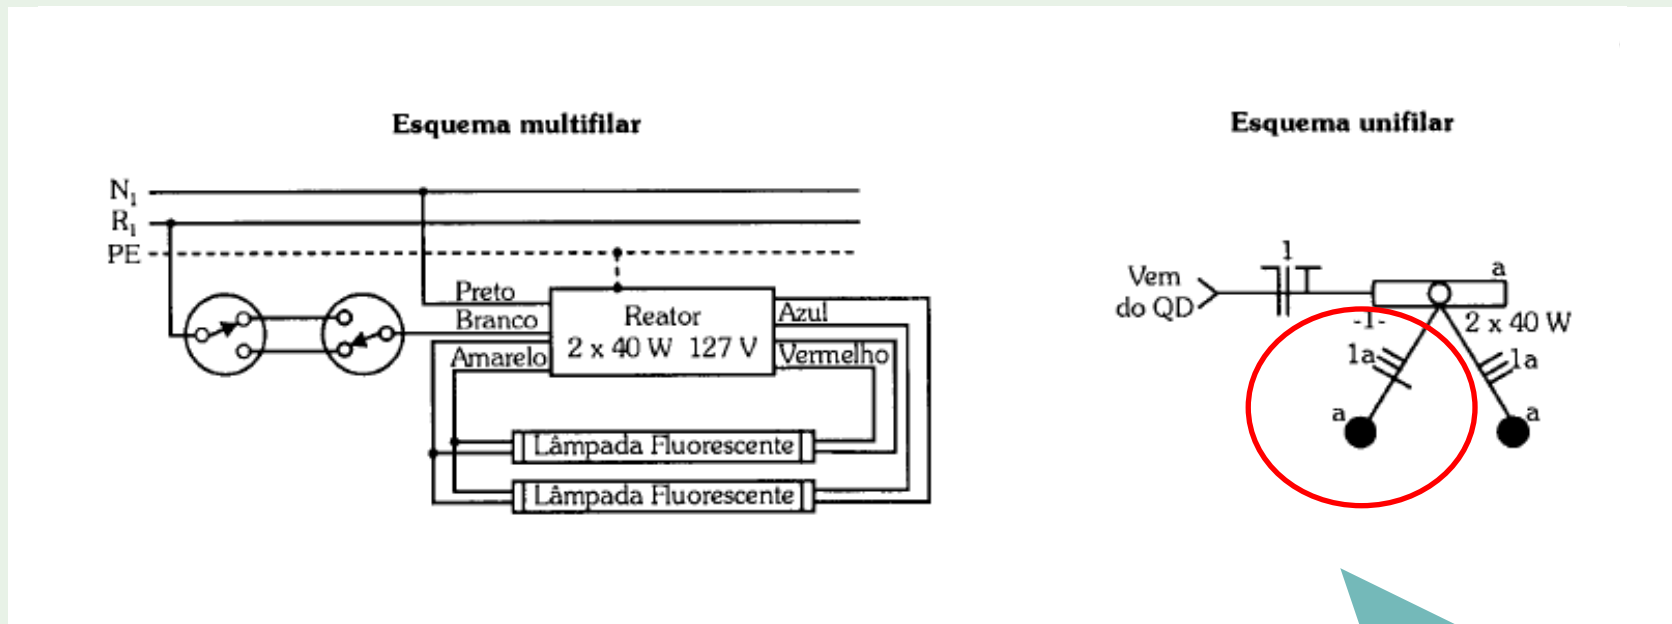 Esquema multifilar
N₁
R₁
PE
Preto
Branco
Amarelo
Reator
2 x 40 W 127 V
Azul
Vermelho
Lâmpada Fluorescente
Lâmpada Fluorescente
Esquema unifilar
Vem
do QD
1
a
-1-
2 x 40 W
1a
1a
a
a